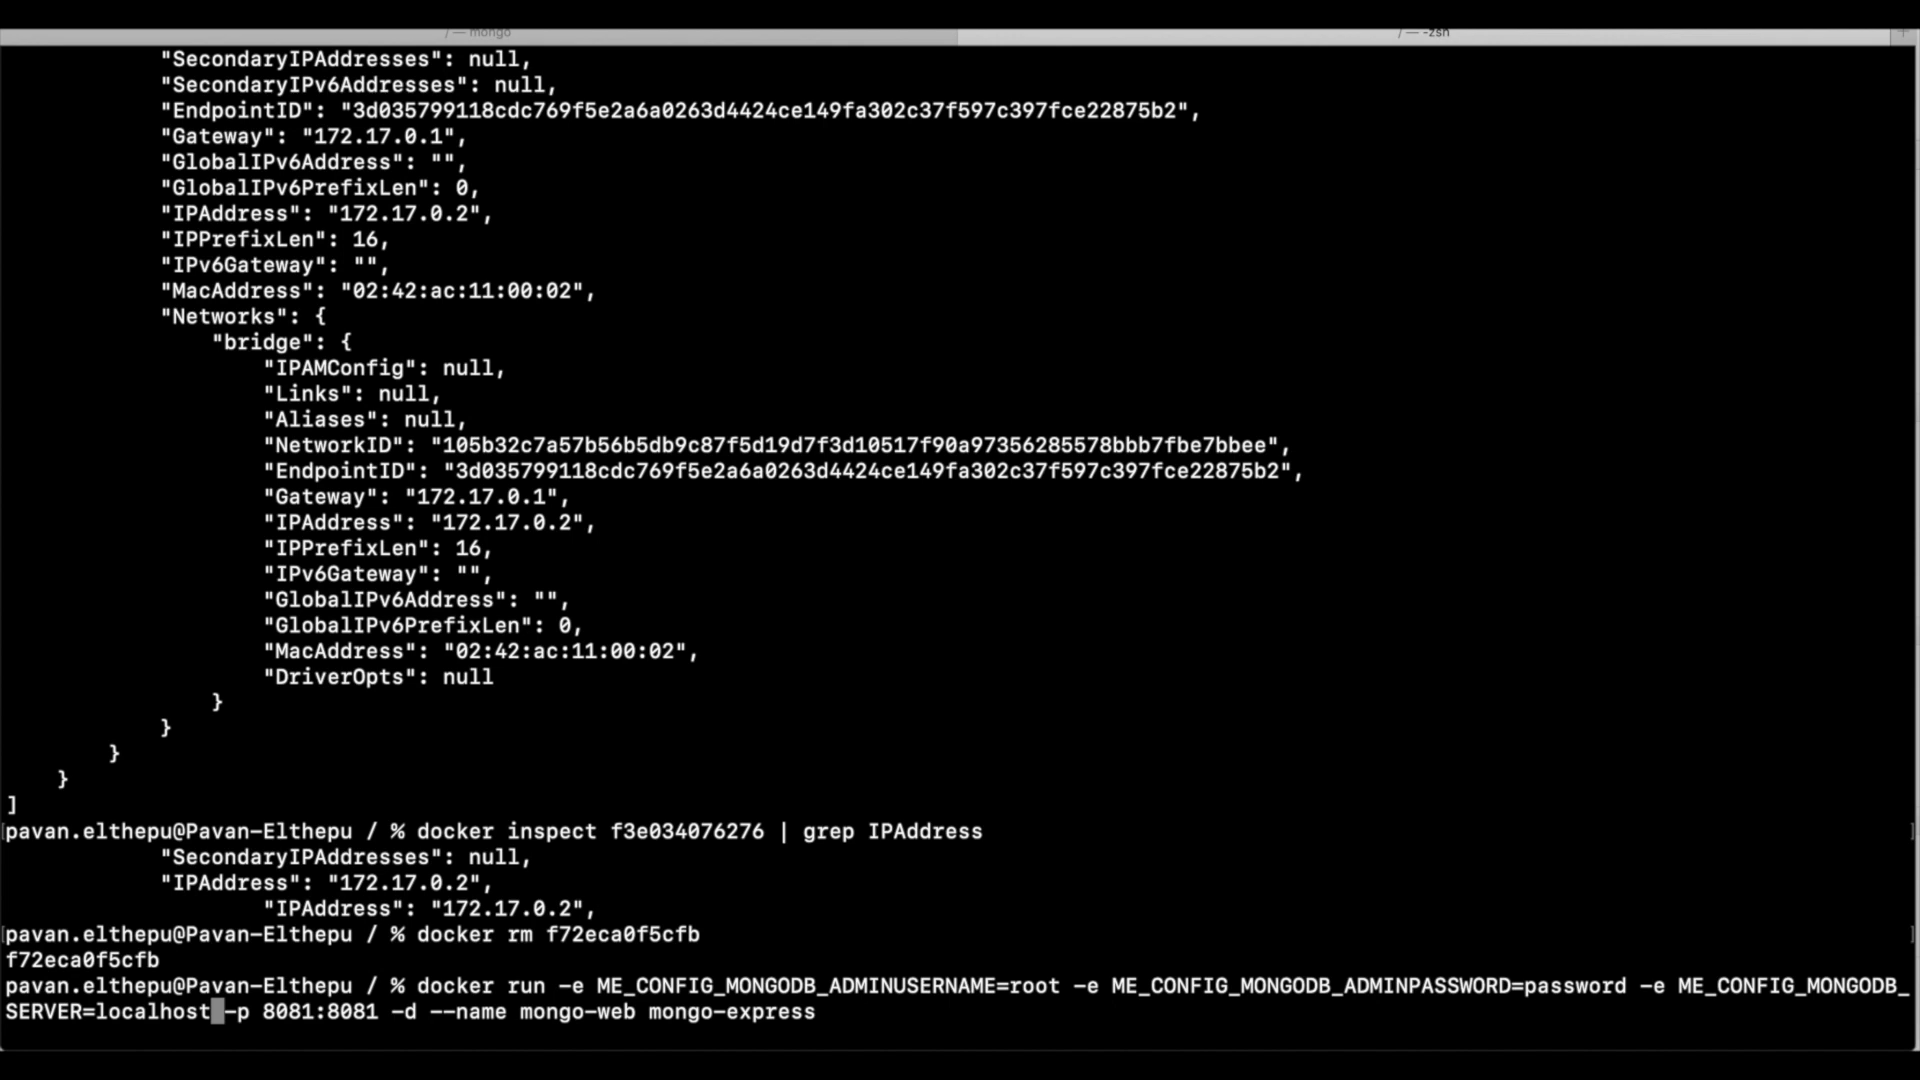 / — mongo
/ — -zsh
"SecondaryIPAddresses": null,
"SecondaryIPv6Addresses": null,
"EndpointID": "3d035799118cdc769f5e2a6a0263d4424ce149fa302c37f597c397fce22875b2",
"Gateway": "172.17.0.1",
"GlobalIPv6Address": "",
"GlobalIPv6PrefixLen": 0,
"IPAddress": "172.17.0.2",
"IPPrefixLen": 16,
"IPv6Gateway": "",
"MacAddress": "02:42:ac:11:00:02",
"Networks": {
"bridge": {
"IPAMConfig": null,
"Links": null,
"Aliases": null,
"NetworkID": "105b32c7a57b56b5db9c87f5d19d7f3d10517f90a97356285578bbb7fbe7bbee",
"EndpointID": "3d035799118cdc769f5e2a6a0263d4424ce149fa302c37f597c397fce22875b2",
"Gateway": "172.17.0.1",
"IPAddress": "172.17.0.2",
"IPPrefixLen": 16,
"IPv6Gateway": "",
"GlobalIPv6Address": "",
"GlobalIPv6PrefixLen": 0,
"MacAddress": "02:42:ac:11:00:02",
"DriverOpts": null
}
}
}
}
]
pavan.elthepu@Pavan-Elthepu / % docker inspect f3e034076276 | grep IPAddress
"SecondaryIPAddresses": null,
"IPAddress": "172.17.0.2",
"IPAddress": "172.17.0.2",
pavan.elthepu@Pavan-Elthepu / % docker rm f72eca0f5cfb
f72eca0f5cfb
pavan.elthepu@Pavan-Elthepu / % docker run -e ME_CONFIG_MONGODB_ADMINUSERNAME=root -e ME_CONFIG_MONGODB_ADMINPASSWORD=password -e ME_CONFIG_MONGODB_
SERVER=localhost -p 8081:8081 -d --name mongo-web mongo-express